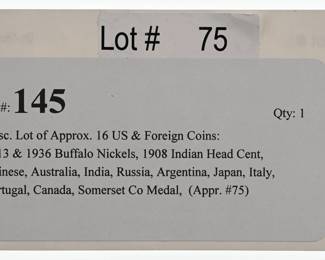 Lot # 75
#: 145
Qty: 1
sc. Lot of Approx. 16 US & Foreign Coins:
13 & 1936 Buffalo Nickels, 1908 Indian Head Cent,
inese, Australia, India, Russia, Argentina, Japan, Italy,
rtugal, Canada, Somerset Co Medal, (Appr. #75)